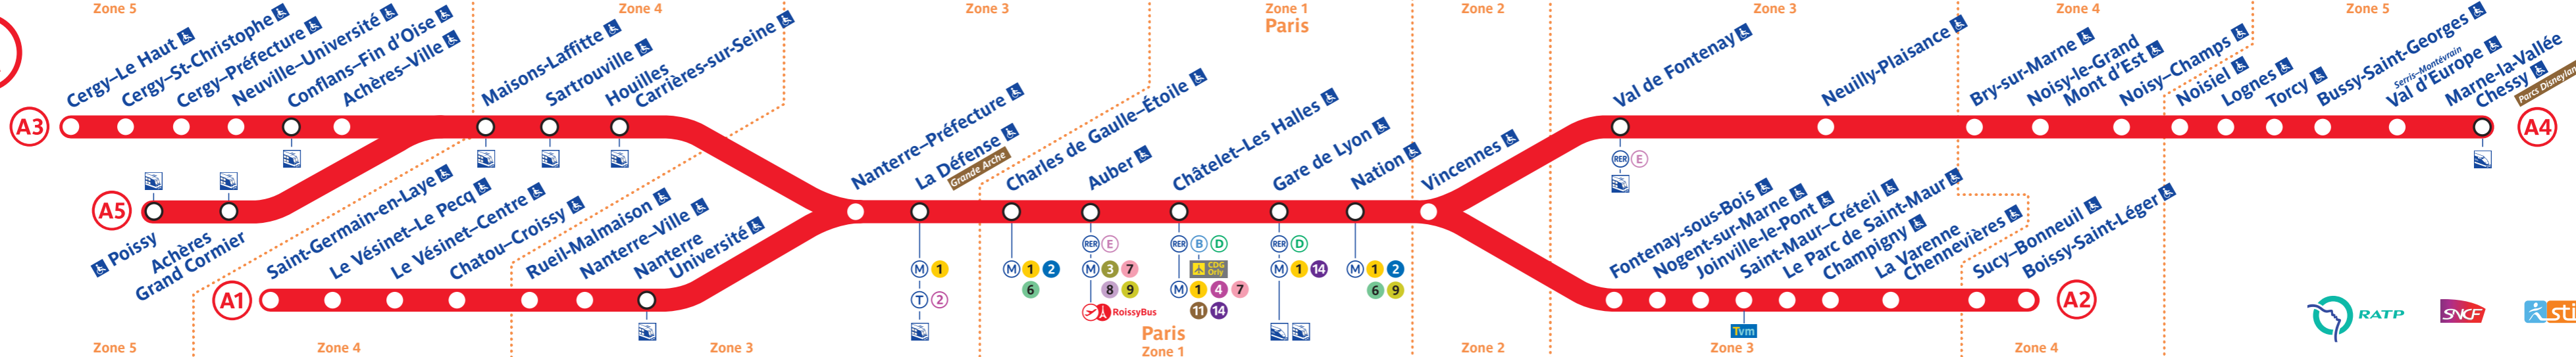 Zone 5
Zone 4
Zone 3
Zone 1
Paris
Zone 2
Zone 3
Zone 4
Zone 5
A3
Cergy–Le Haut
Cergy–St-Christophe
Cergy–Préfecture
Neuville–Université
Conflans–Fin d'Oise
Achères–Ville
Maisons-Laffitte
Sartrouville
Houilles
Carrières-sur-Seine
A5
Poissy
Achères
Grand Cormier
A1
Saint-Germain-en-Laye
Le Vésinet–Le Pecq
Le Vésinet–Centre
Chatou–Croissy
Rueil-Malmaison
Nanterre–Ville
Nanterre
Université
Nanterre–Préfecture
La Défense
Grande Arche
M 1
T 2
Charles de Gaulle–Étoile
M 1 2
6
Auber
RER E
M 3 7
8 9
RoissyBus
Châtelet–Les Halles
RER B D
CDG
Orly
M 1 4 7
11 14
Gare de Lyon
RER D
M 1 14
Nation
M 1 2
6 9
Vincennes
Val de Fontenay
RER E
Neuilly-Plaisance
Bry-sur-Marne
Noisy-le-Grand
Mont d'Est
Noisy–Champs
Noisiel
Lognes
Torcy
Bussy-Saint-Georges
Serris–Montévrain
Val d'Europe
Marne-la-Vallée
Chessy
Parcs Disneylan
A4
Fontenay-sous-Bois
Nogent-sur-Marne
Joinville-le-Pont
Saint-Maur–Créteil
Tvm
Le Parc de Saint-Maur
Champigny
La Varenne
Chennevières
Sucy–Bonneuil
Boissy-Saint-Léger
A2
RATP
SNCF
sti
Zone 5
Zone 4
Zone 3
Paris
Zone 1
Zone 2
Zone 3
Zone 4